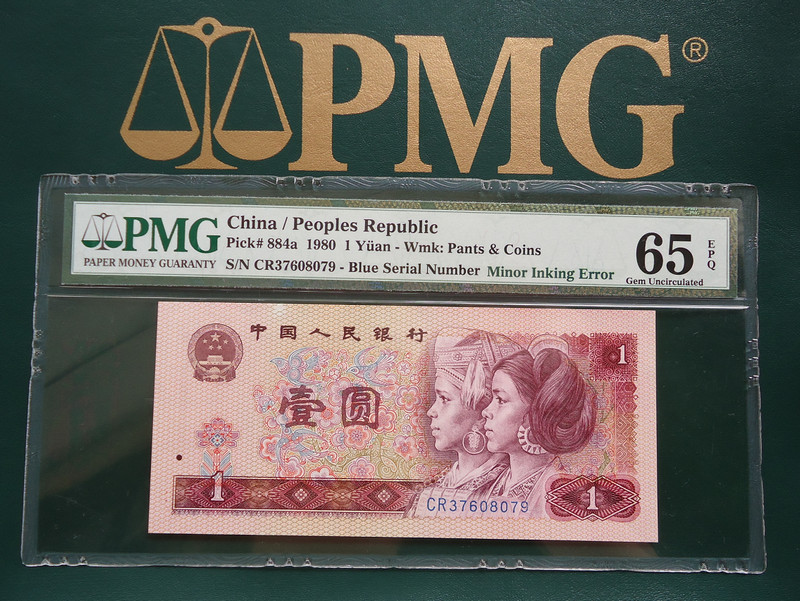 PMG®
PMG
PAPER MONEY GUARANTY
China / Peoples Republic
Pick# 884a 1980 1 Yüan - Wmk: Pants & Coins
S/N CR37608079 - Blue Serial Number Minor Inking Error
65 EPQ
Gem Uncirculated
中国人民银行
1
壹圆
1
CR37608079
1